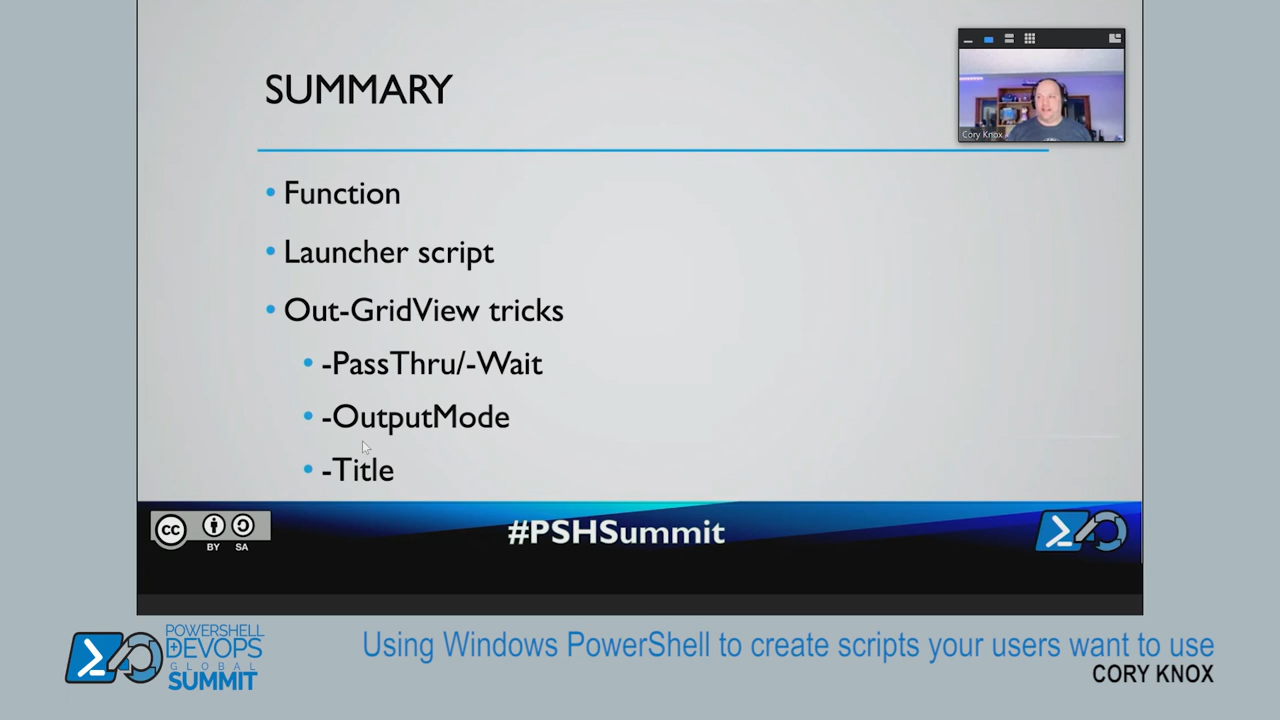 SUMMARY
Cory Knox
• Function
• Launcher script
• Out-GridView tricks
• -PassThru/-Wait
• -OutputMode
• -Title
cc
BY SA
#PSHSummit
POWERSHELL
DEVOPS
GLOBAL
SUMMIT
Using Windows PowerShell to create scripts your users want to use
CORY KNOX